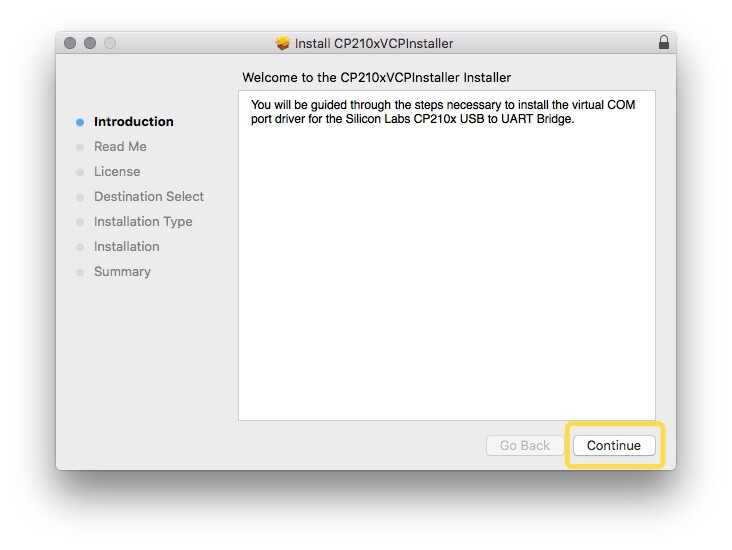 Install CP210xVCPInstaller
Welcome to the CP210xVCPInstaller Installer
Introduction
Read Me
License
Destination Select
Installation Type
Installation
Summary
You will be guided through the steps necessary to install the virtual COM
port driver for the Silicon Labs CP210x USB to UART Bridge.
Go Back
Continue